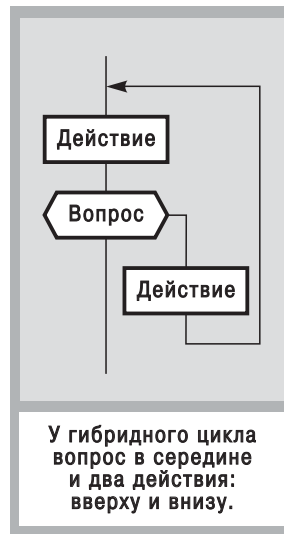 Действие
Вопрос
Действие
У гибридного цикла
вопрос в середине
и два действия:
вверху и внизу.